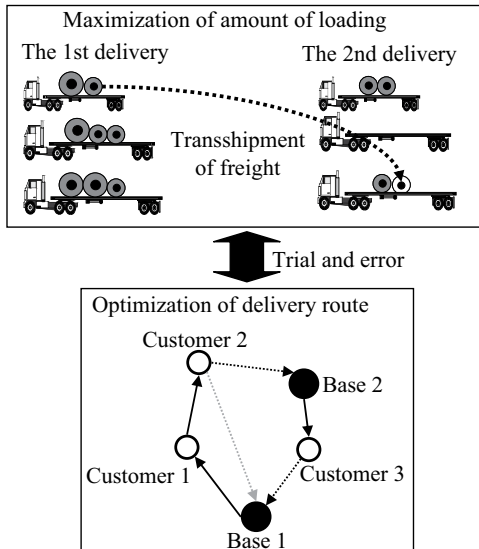 Maximization of amount of loading
The 1st delivery
The 2nd delivery
Transshipment
of freight
Trial and error
Optimization of delivery route
Customer 2
Base 2
Customer 1
Customer 3
Base 1